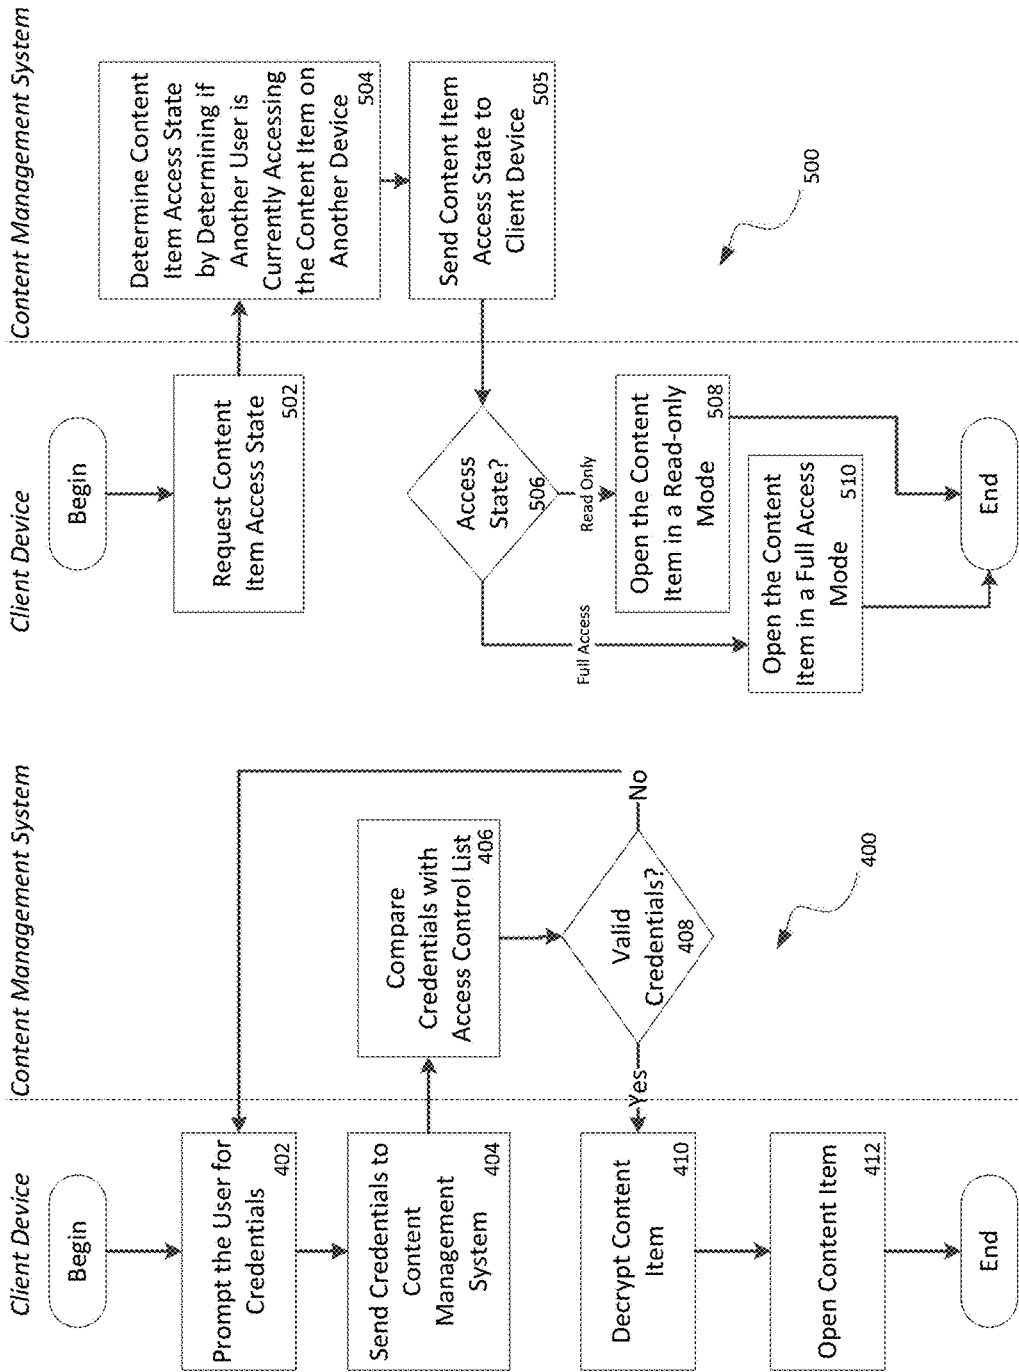 Client Device
Content Management System
Begin
Prompt the User for
Credentials
402
Send Credentials to
Content
Management
System
404
Compare
Credentials with
Access Control List
406
Valid
Credentials?
408
No
Yes
Decrypt Content
Item
410
Open Content Item
412
End
400
Client Device
Content Management System
Begin
Request Content
Item Access State
502
Determine Content
Item Access State
by Determining if
Another User is
Currently Accessing
the Content Item on
Another Device
504
Send Content Item
Access State to
Client Device
505
Access
State?
506
Read Only
Full Access
Open the Content
Item in a Read-only
Mode
508
Open the Content
Item in a Full Access
Mode
510
End
500